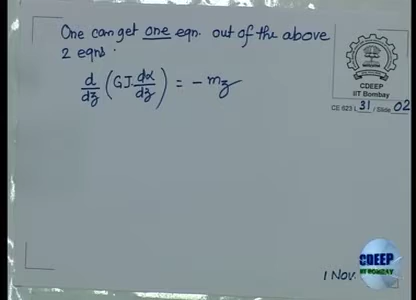 One can get one eqn. out of the above
2 eqns.
d/dz (GJ. dα/dz) = - mz
CDEEP
IIT Bombay
CE 623 L 31 / Slide 02
1 Nov.
CDEEP
IIT BOMBAY